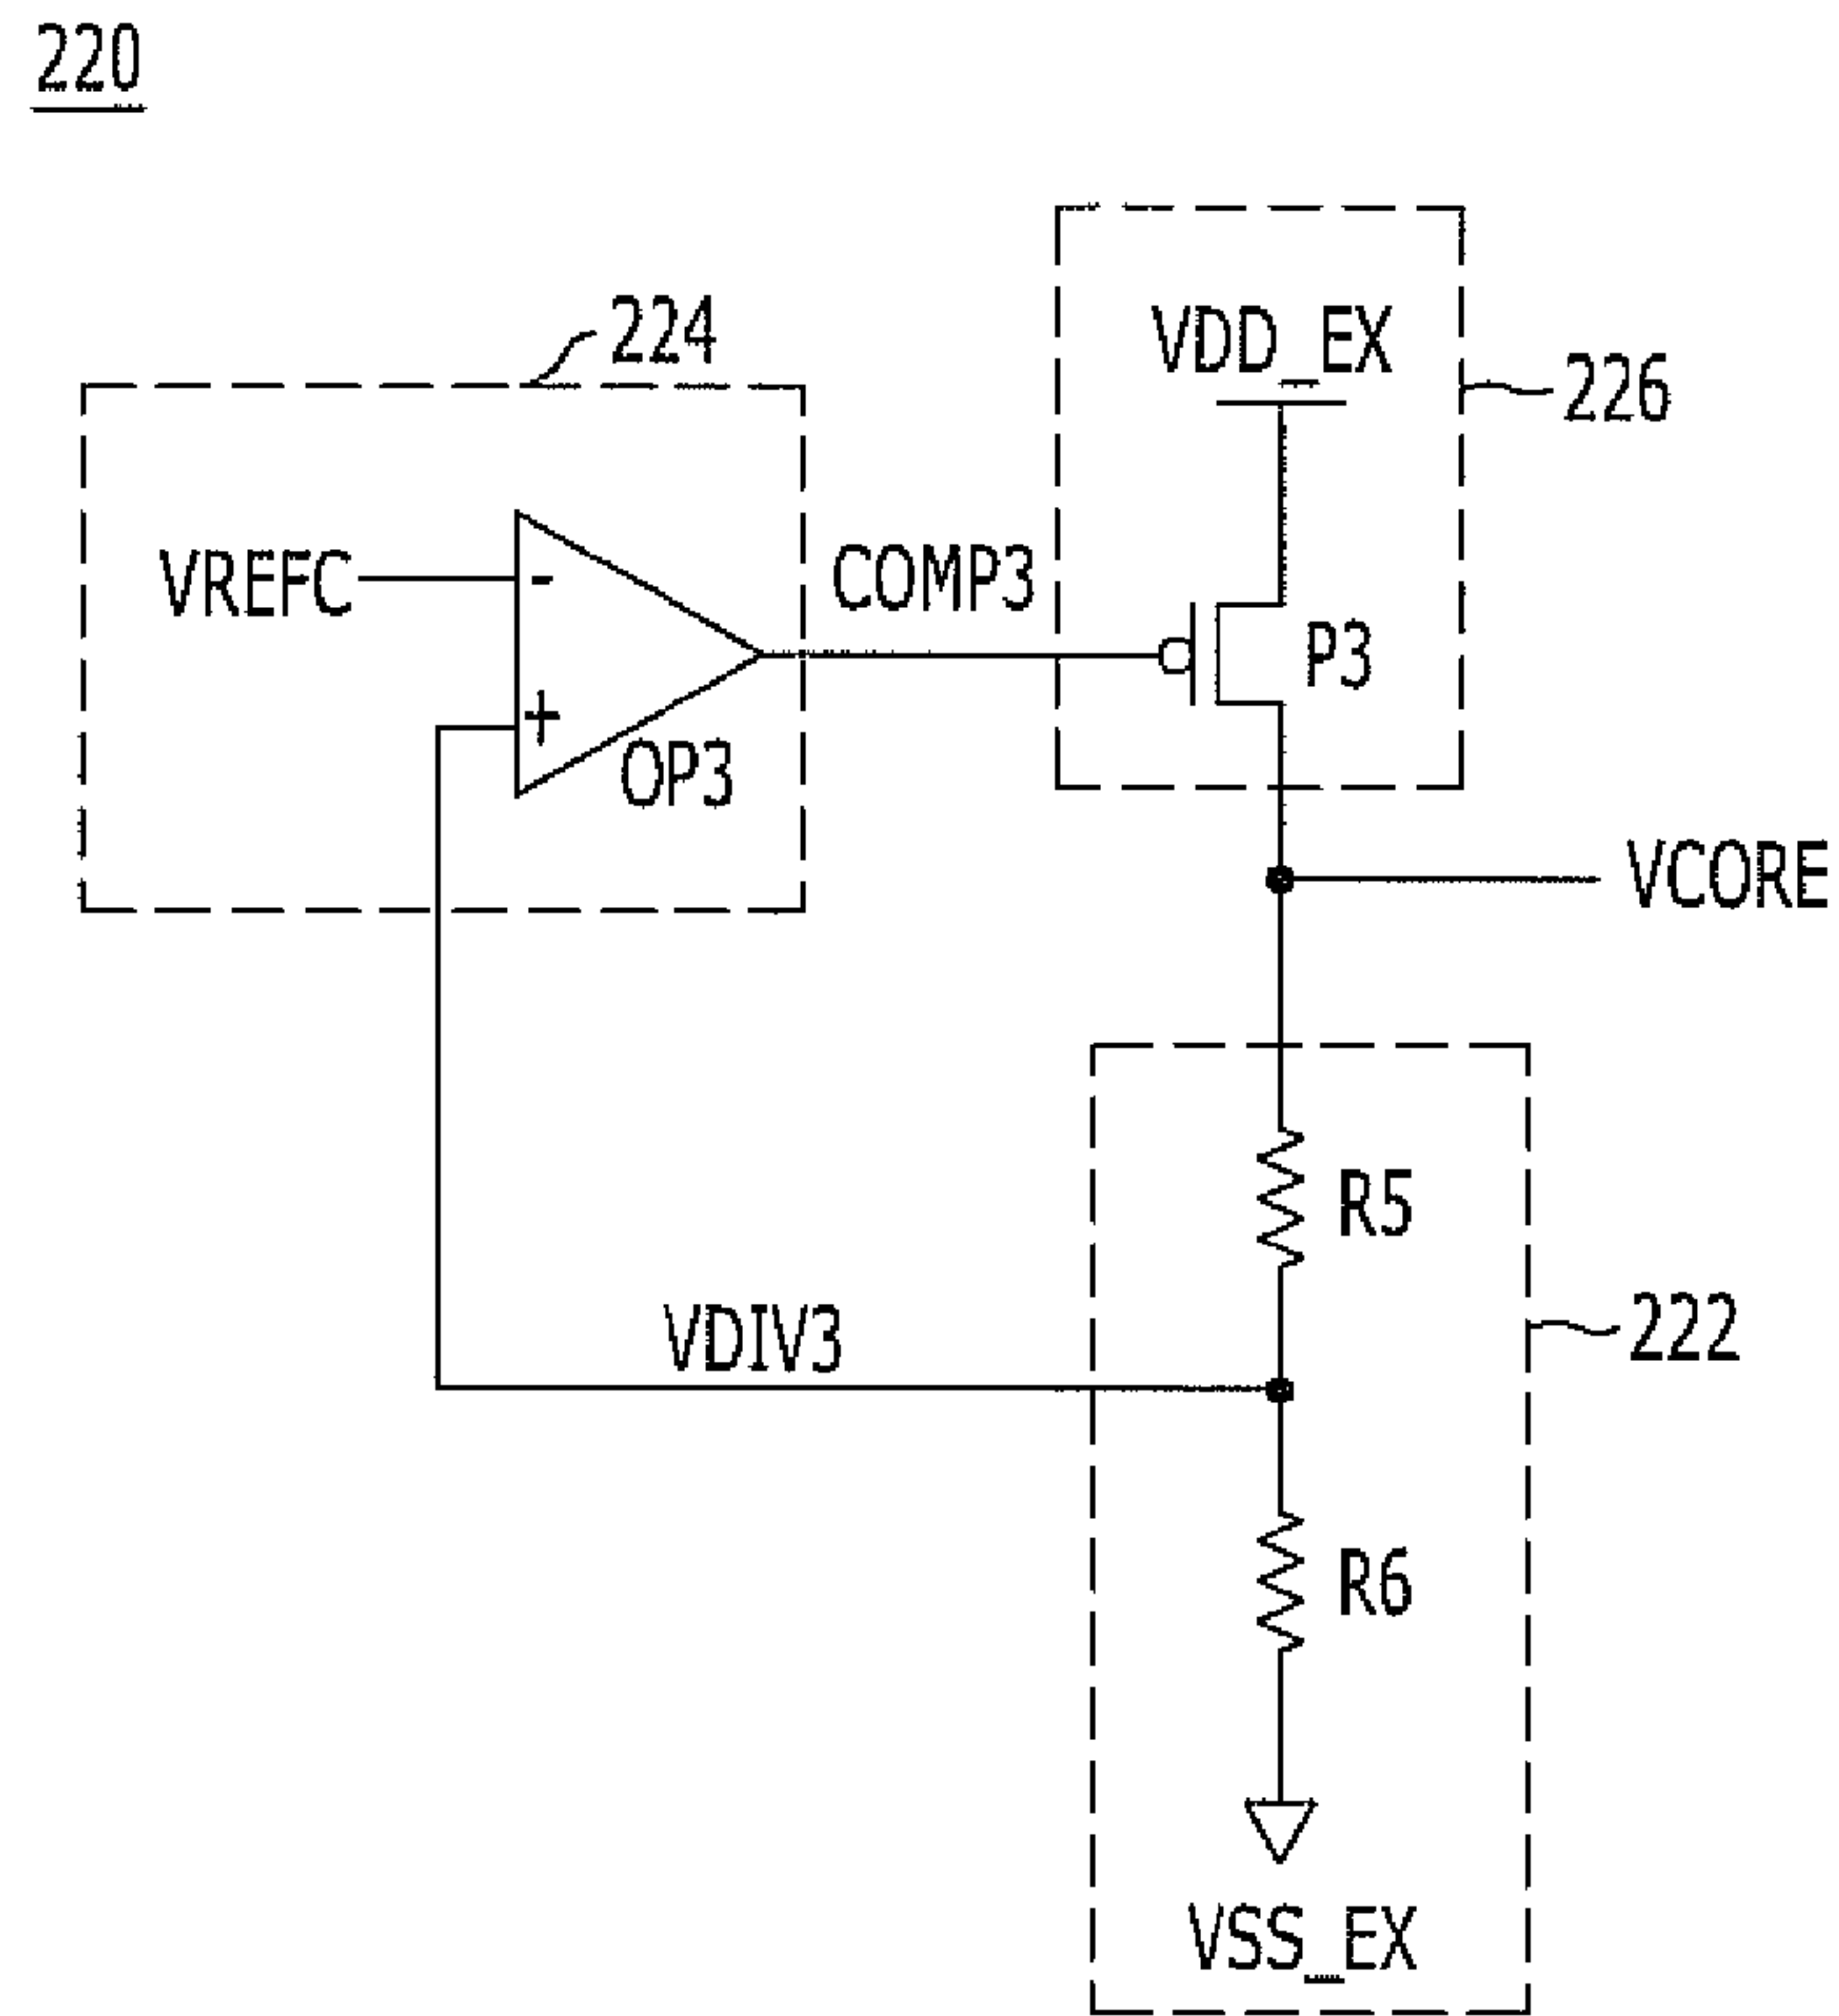 220
224
VDD_EX
226
VREFC
-
COMP3
P3
+
OP3
VCORE
R5
VDIV3
222
R6
VSS_EX